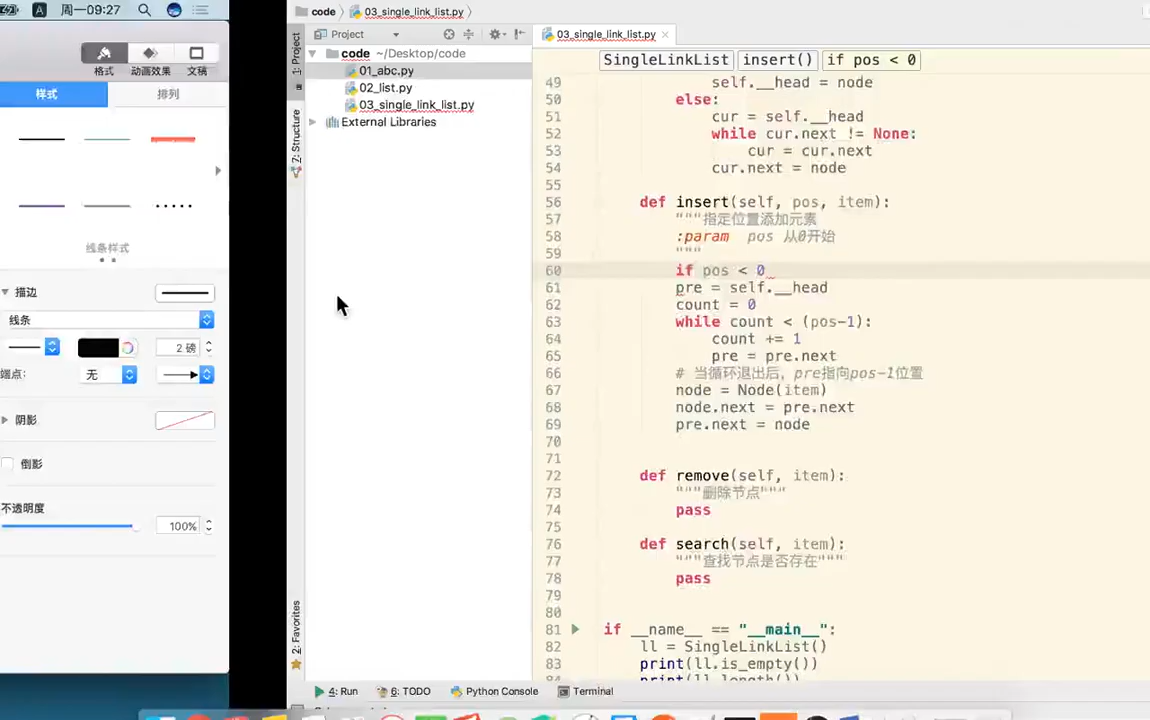 周一09:27
格式
动画效果
文稿
样式
排列
线条样式
描边
线条
2 磅
端点:
无
阴影
倒影
不透明度
100%
code
03_single_link_list.py
1: Project
7: Structure
2: Favorites
Project
code ~/Desktop/code
01_abc.py
02_list.py
03_single_link_list.py
External Libraries
03_single_link_list.py
SingleLinkList
insert()
if pos < 0
49 self.__head = node
50 else:
51 cur = self.__head
52 while cur.next != None:
53 cur = cur.next
54 cur.next = node
55
56 def insert(self, pos, item):
57 """指定位置添加元素
58 :param pos 从0开始
59 """
60 if pos < 0
61 pre = self.__head
62 count = 0
63 while count < (pos-1):
64 count += 1
65 pre = pre.next
66 # 当循环退出后，pre指向pos-1位置
67 node = Node(item)
68 node.next = pre.next
69 pre.next = node
70
71
72 def remove(self, item):
73 """删除节点"""
74 pass
75
76 def search(self, item):
77 """查找节点是否存在"""
78 pass
79
80
81 if __name__ == "__main__":
82 ll = SingleLinkList()
83 print(ll.is_empty())
84 print(ll.length())
4: Run
6: TODO
Python Console
Terminal